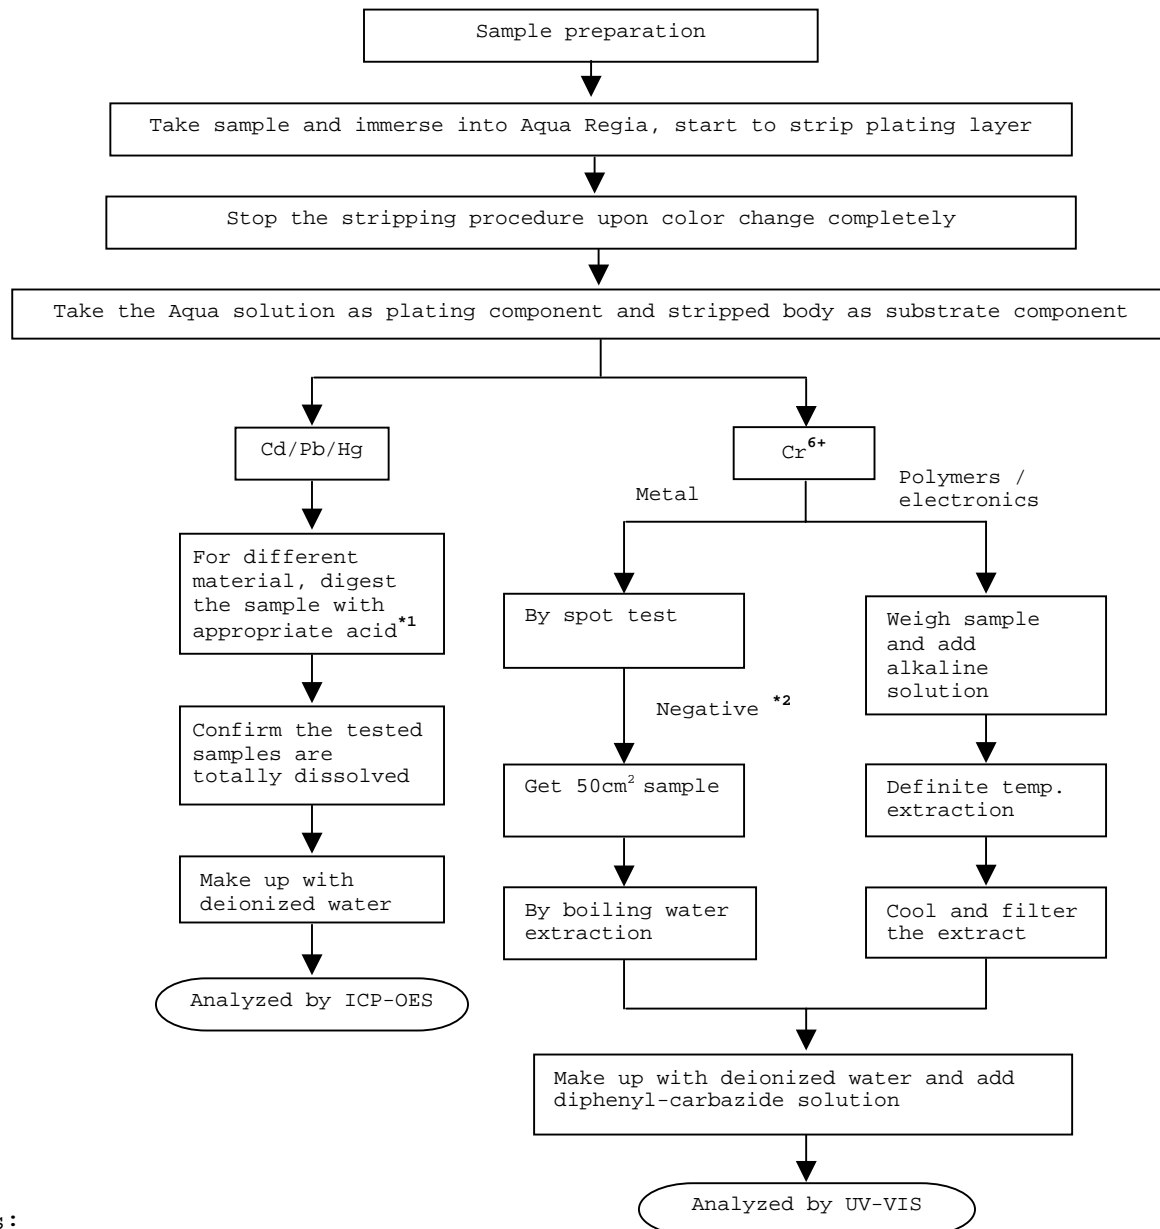 Sample preparation
Take sample and immerse into Aqua Regia, start to strip plating layer
Stop the stripping procedure upon color change completely
Take the Aqua solution as plating component and stripped body as substrate component
Cd/Pb/Hg
For different
material, digest
the sample with
appropriate acid*1
Confirm the tested
samples are
totally dissolved
Make up with
deionized water
Analyzed by ICP-OES
Cr6+
Metal
Polymers /
electronics
By spot test
Negative *2
Get 50cm2 sample
By boiling water
extraction
Weigh sample
and add
alkaline
solution
Definite temp.
extraction
Cool and filter
the extract
Make up with deionized water and add
diphenyl-carbazide solution
Analyzed by UV-VIS
s: